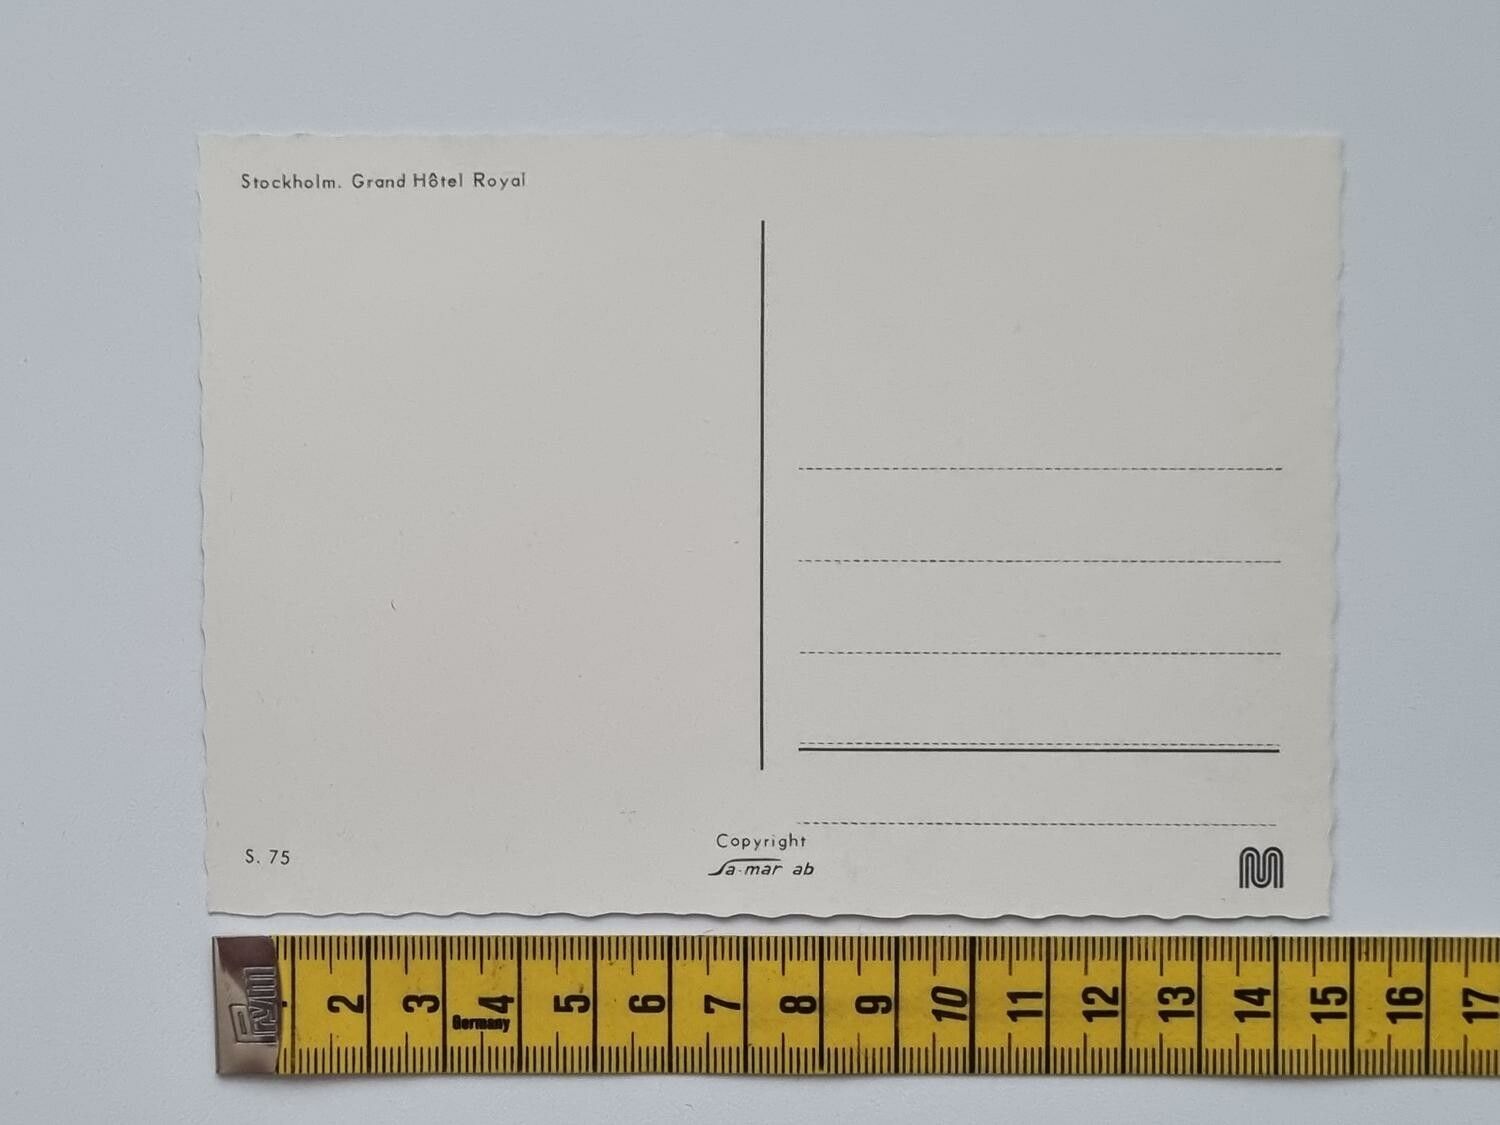 Stockholm. Grand Hôtel Royal
Copyright
Sa-mar ab
S. 75
Prym
2 3 4 5 6 7 8 9 10 11 12 13 14 15 16 17
Germany